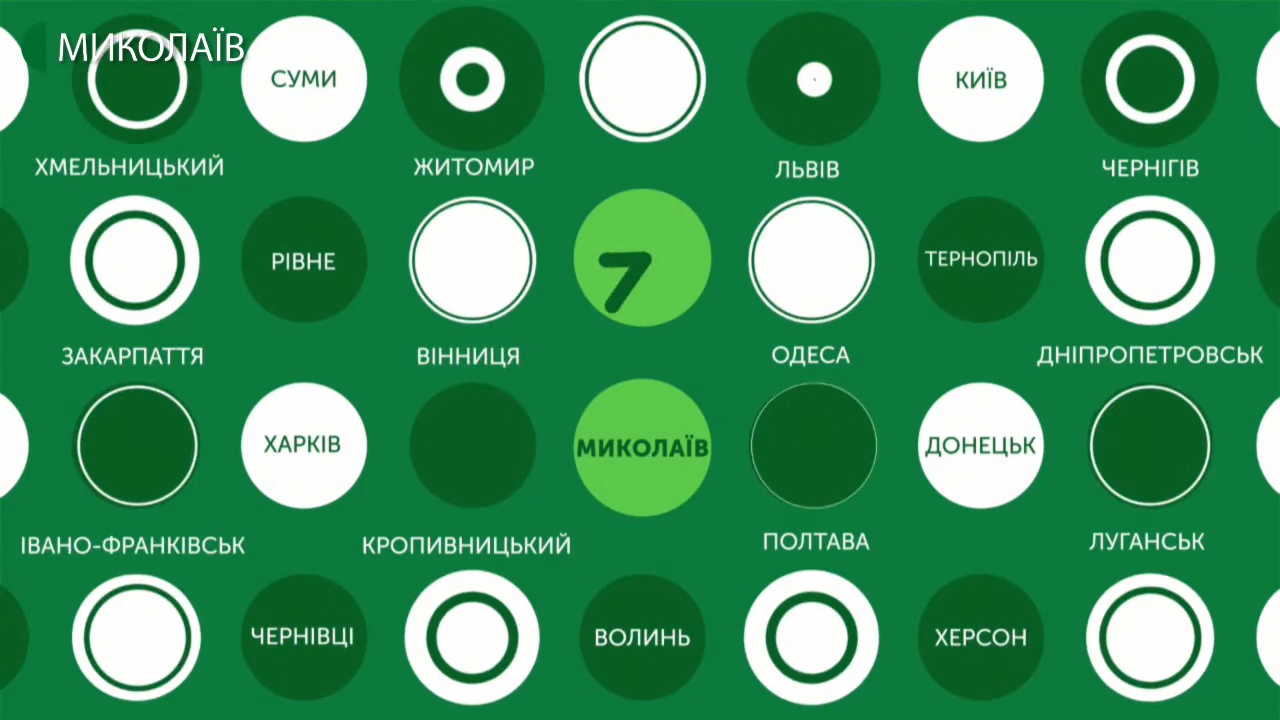 МИКОЛАЇВ
СУМИ
КИЇВ
ХМЕЛЬНИЦЬКИЙ
ЖИТОМИР
ЛЬВІВ
ЧЕРНІГІВ
РІВНЕ
ТЕРНОПІЛЬ
ЗАКАРПАТТЯ
ВІННИЦЯ
ОДЕСА
ДНІПРОПЕТРОВСЬК
ХАРКІВ
МИКОЛАЇВ
ДОНЕЦЬК
ІВАНО-ФРАНКІВСЬК
КРОПИВНИЦЬКИЙ
ПОЛТАВА
ЛУГАНСЬК
ЧЕРНІВЦІ
ВОЛИНЬ
ХЕРСОН